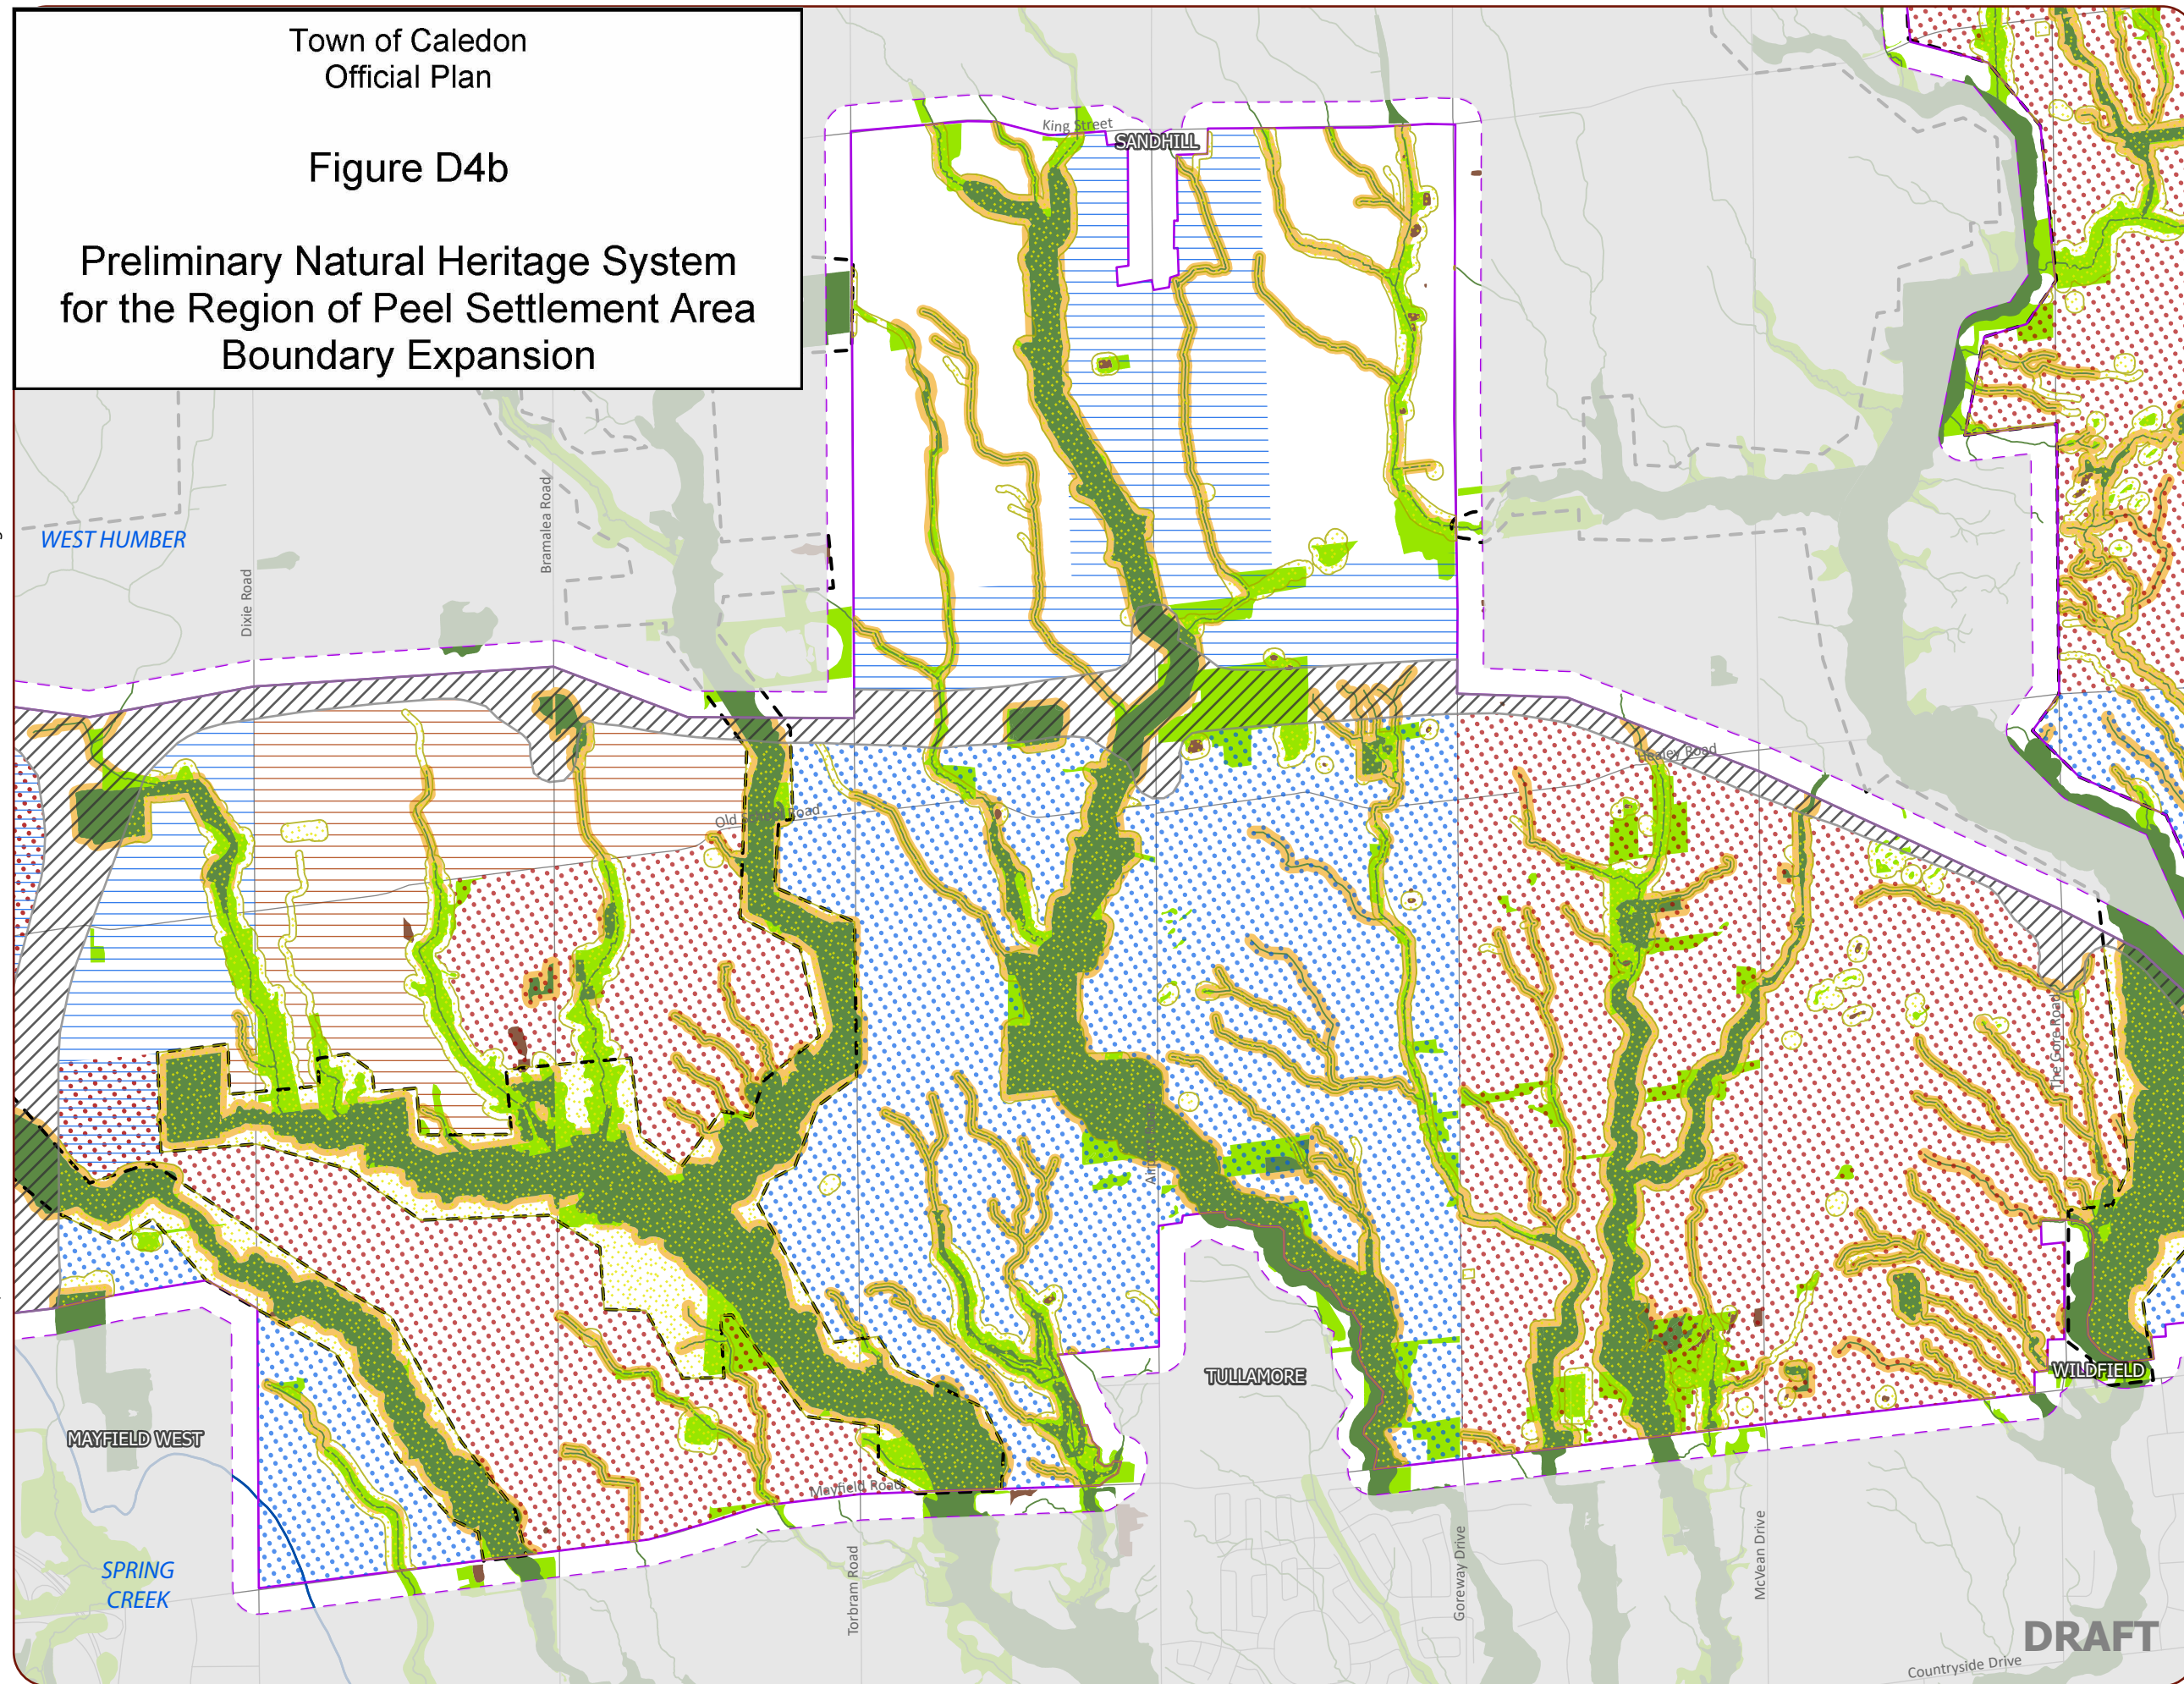 Town of Caledon
Official Plan
Figure D4b
Preliminary Natural Heritage System
for the Region of Peel Settlement Area
Boundary Expansion
King Street
SANDHILL
WEST HUMBER
Bramalea Road
Dixie Road
Healey Road
Old Road
The Gore Road
TULLAMORE
WILDFIELD
MAYFIELD WEST
Mayfield Road
SPRING
CREEK
Torbram Road
Goreway Drive
McVean Drive
DRAFT
Countryside Drive